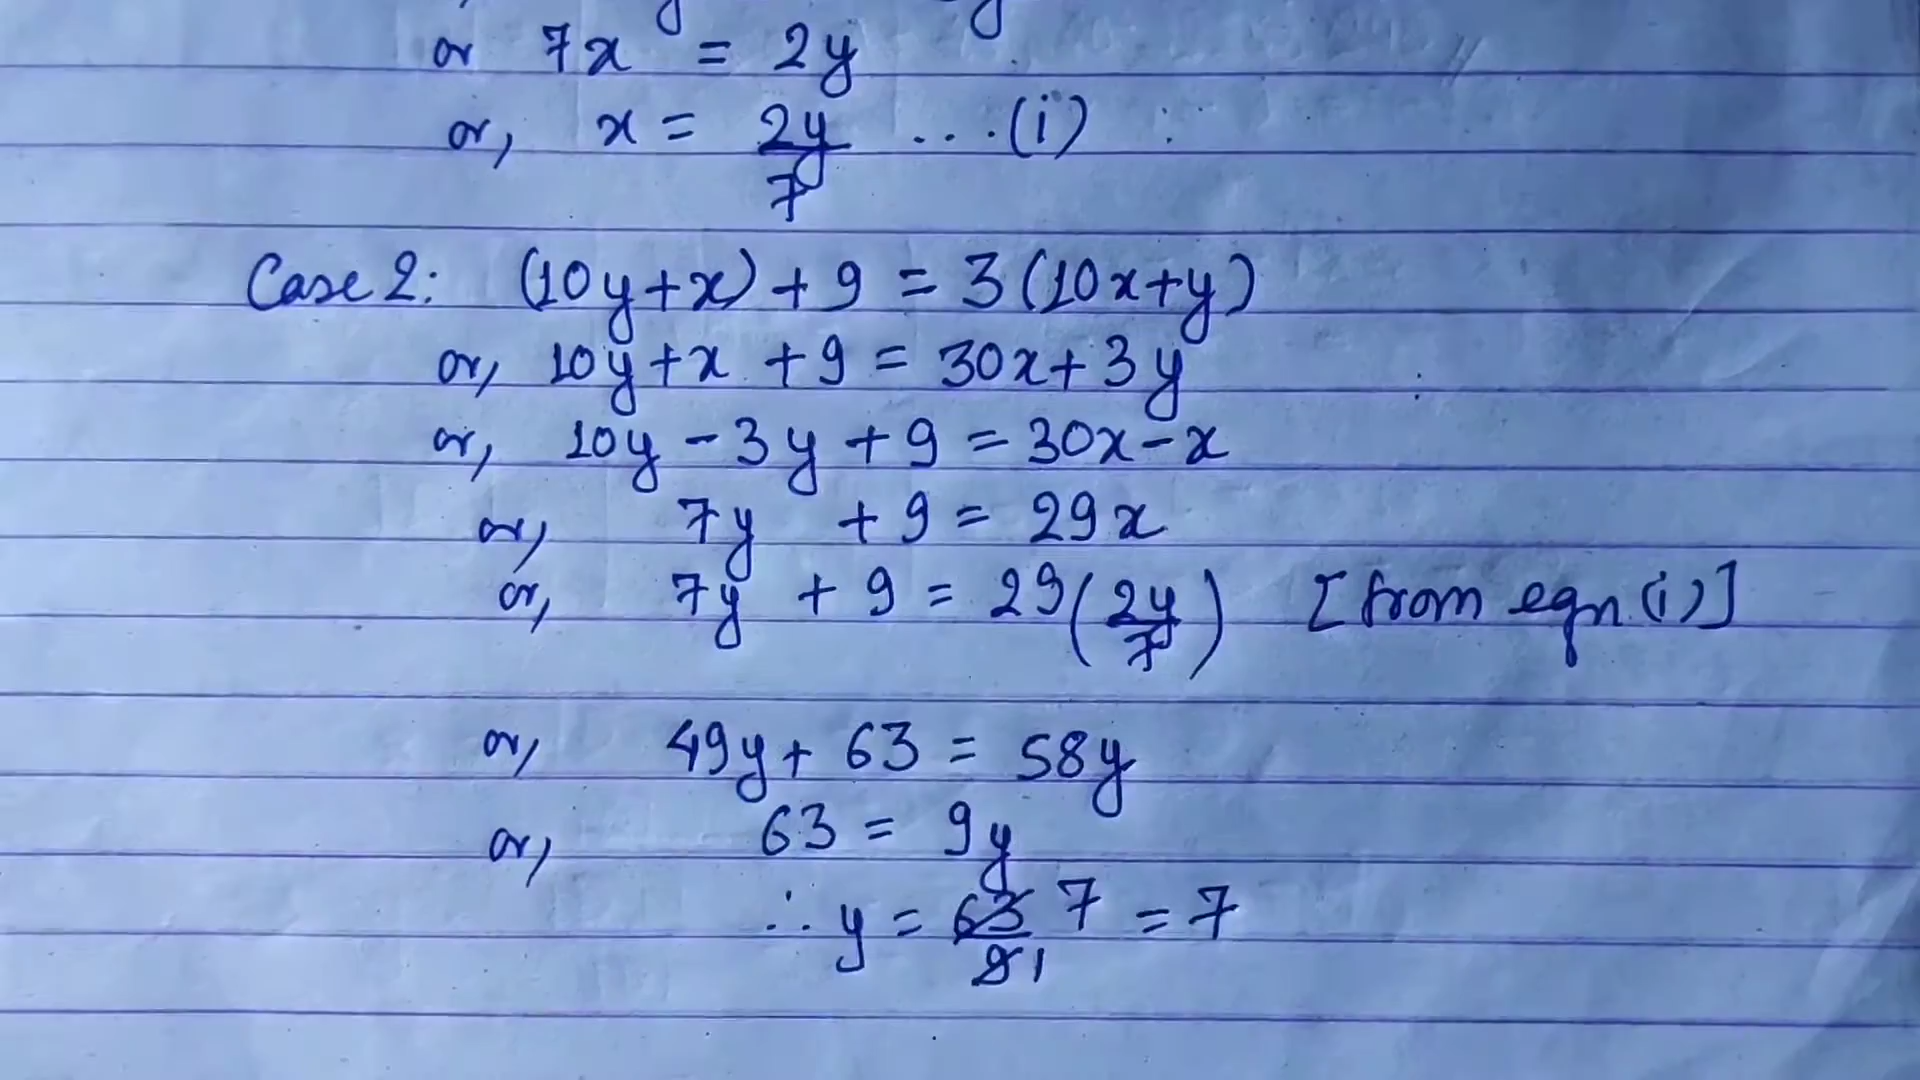 or 7x = 2y
or, x = 2y/7 ...(i)
Case 2: (10y+x)+9 = 3(10x+y)
or, 10y+x+9 = 30x+3y
or, 10y-3y+9 = 30x-x
or, 7y +9 = 29x
or, 7y +9 = 29(2y/7) [from eqn.(i)]
or, 49y+63 = 58y
or, 63 = 9y
∴ y = 63/9 7/1 = 7